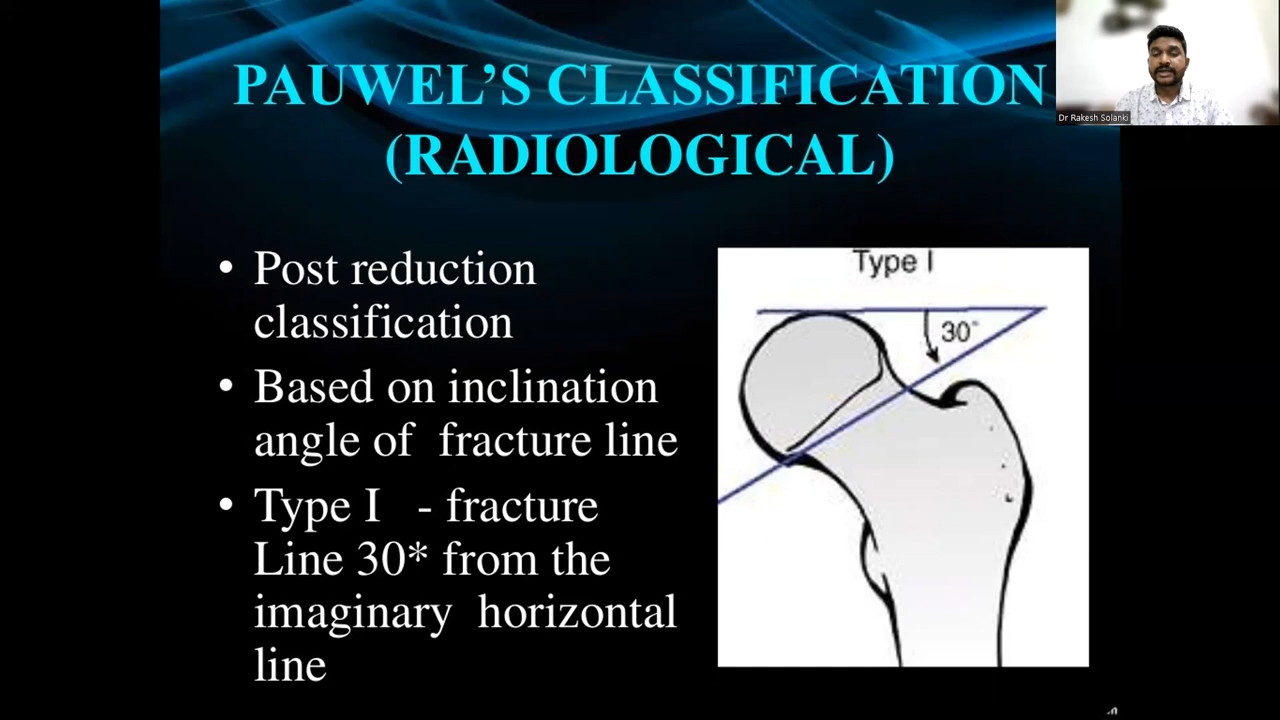 PAUWEL’S CLASSIFICATION
(RADIOLOGICAL)
Dr Rakesh Solanki
• Post reduction
classification
• Based on inclination
angle of  fracture line
• Type I   - fracture
Line 30* from the
imaginary  horizontal
line
Type I
30°